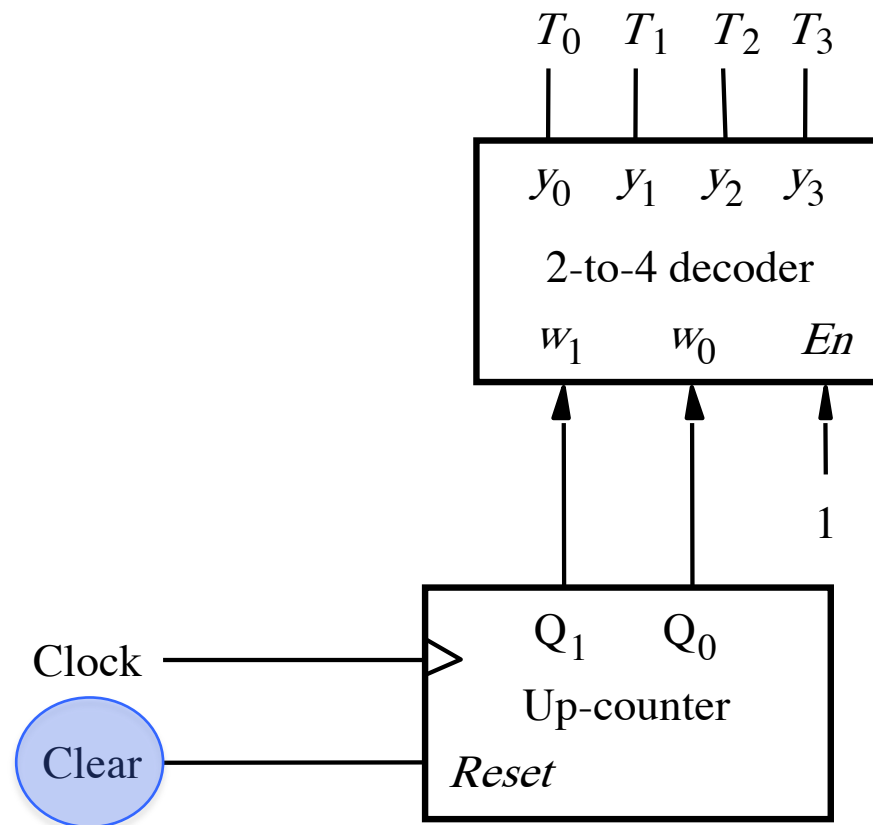 T₀ T₁ T₂ T₃
y₀ y₁ y₂ y₃
2-to-4 decoder
w₁ w₀ En
1
Q₁ Q₀
Clock
Up-counter
Clear
Reset